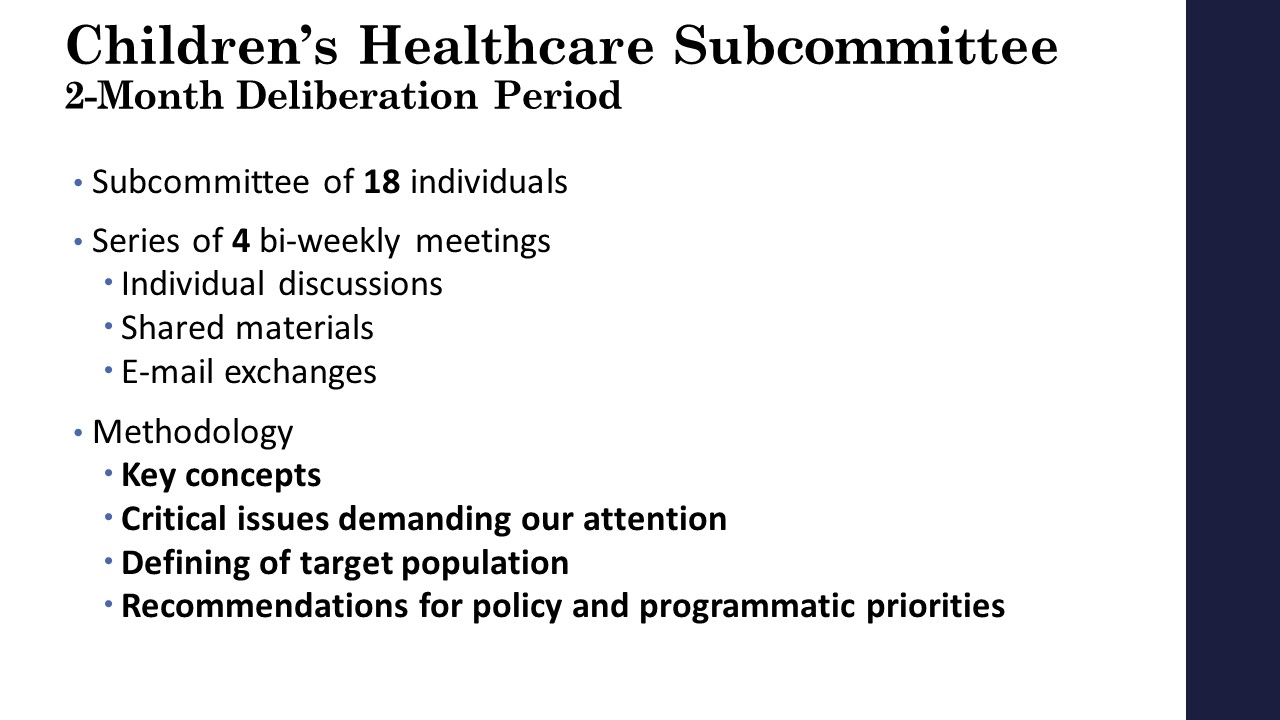 Children’s Healthcare Subcommittee
2-Month Deliberation Period
• Subcommittee of 18 individuals
• Series of 4 bi-weekly meetings
• Individual discussions
• Shared materials
• E-mail exchanges
• Methodology
• Key concepts
• Critical issues demanding our attention
• Defining of target population
• Recommendations for policy and programmatic priorities